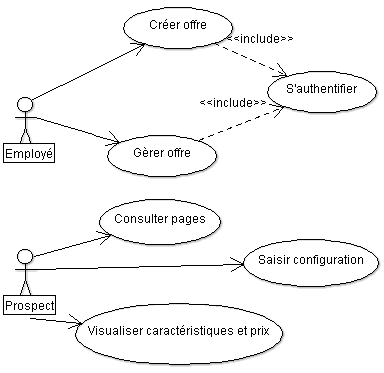 Créer offre
<<include>>
S'authentifier
<<include>>
Employé
Gèrer offre
Consulter pages
Saisir configuration
Prospect
Visualiser caractéristiques et prix